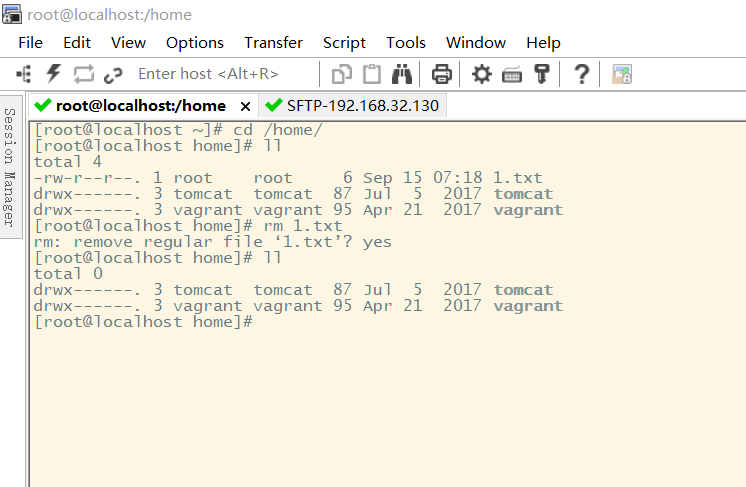 root@localhost:/home
File Edit View Options Transfer Script Tools Window Help
Enter host <Alt+R>
Session Manager
root@localhost:/home x SFTP-192.168.32.130
[root@localhost ~]# cd /home/
[root@localhost home]# ll
total 4
-rw-r--r--. 1 root    root     6 Sep 15 07:18 1.txt
drwx------. 3 tomcat  tomcat  87 Jul  5  2017 tomcat
drwx------. 3 vagrant vagrant 95 Apr 21  2017 vagrant
[root@localhost home]# rm 1.txt
rm: remove regular file ‘1.txt’? yes
[root@localhost home]# ll
total 0
drwx------. 3 tomcat  tomcat  87 Jul  5  2017 tomcat
drwx------. 3 vagrant vagrant 95 Apr 21  2017 vagrant
[root@localhost home]#